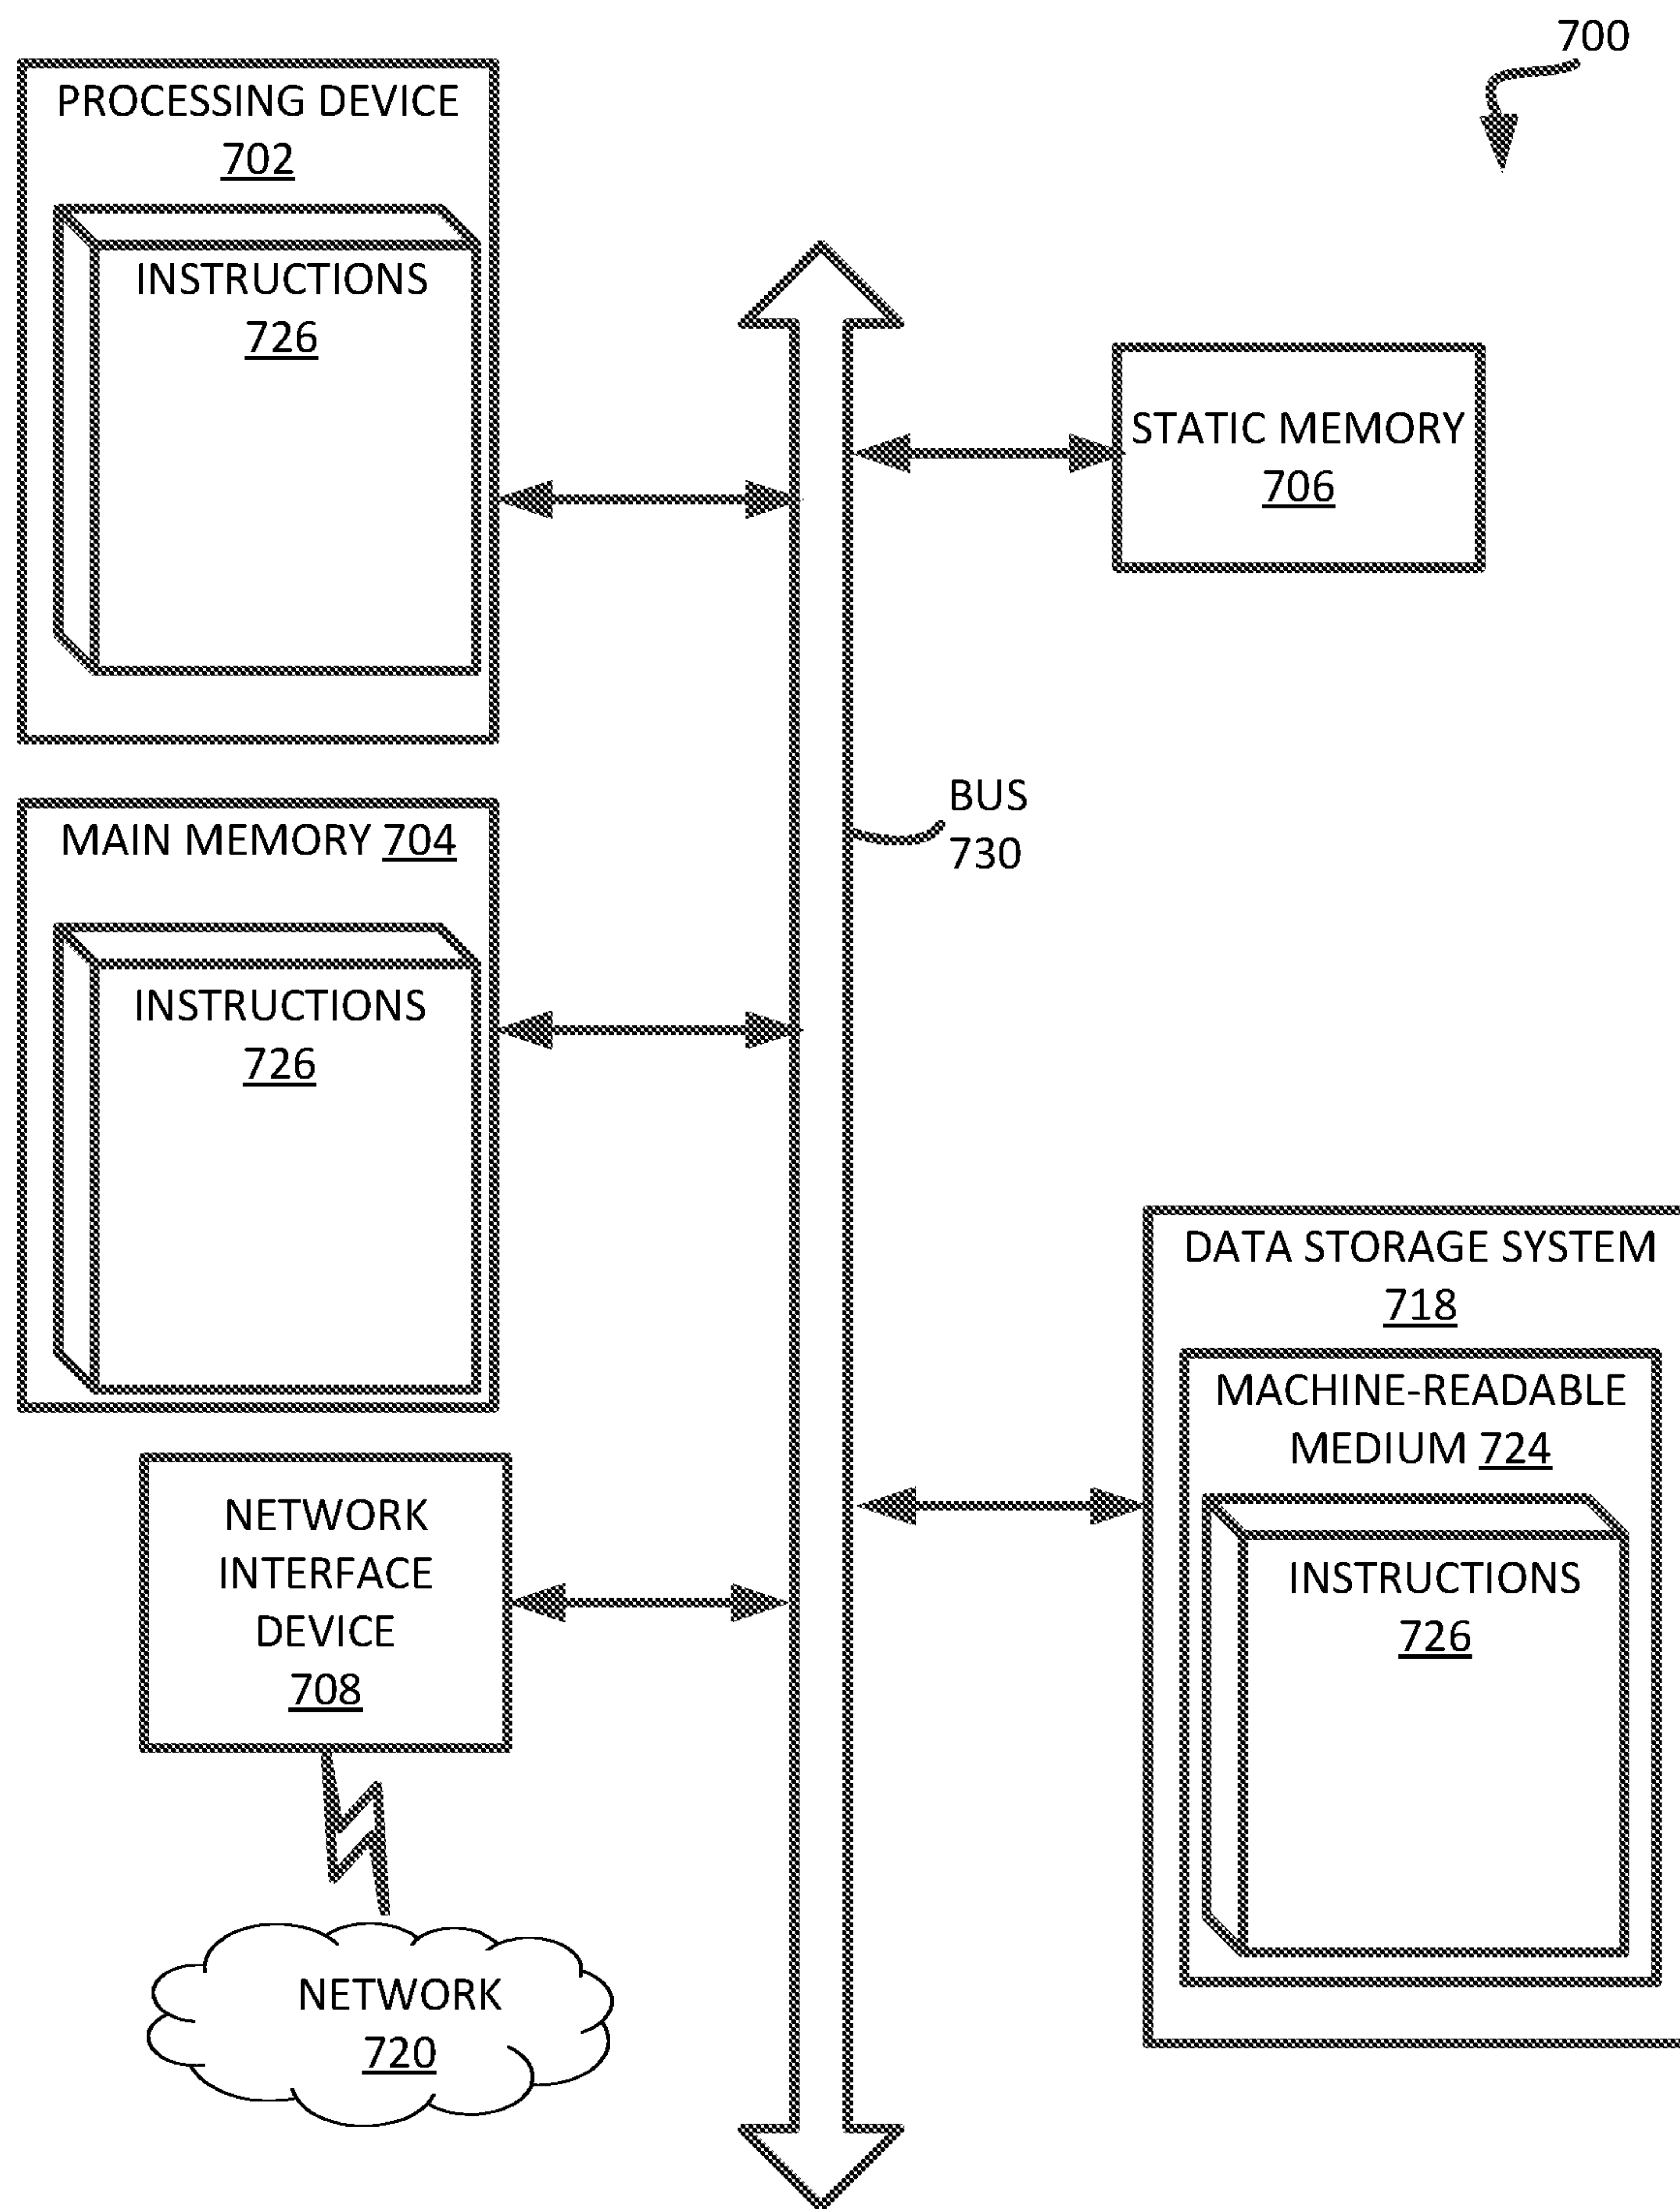 700
PROCESSING DEVICE
702
INSTRUCTIONS
726
STATIC MEMORY
706
BUS
730
MAIN MEMORY 704
INSTRUCTIONS
726
DATA STORAGE SYSTEM
718
MACHINE-READABLE
MEDIUM 724
INSTRUCTIONS
726
NETWORK
INTERFACE
DEVICE
708
NETWORK
720